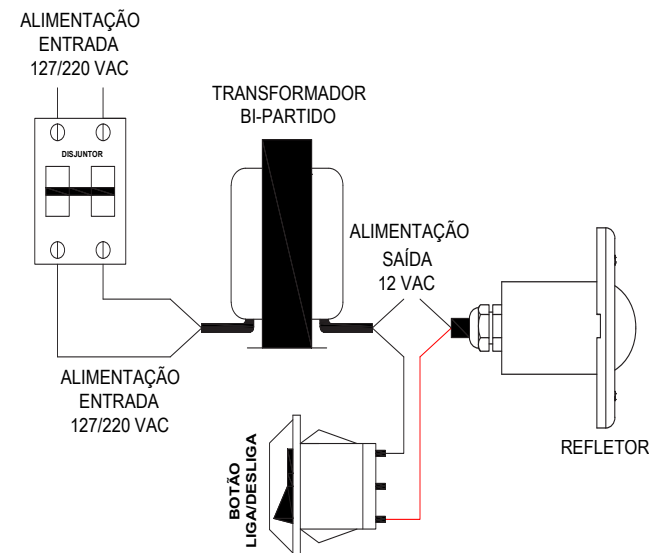 ALIMENTAÇÃO
ENTRADA
127/220 VAC
DISJUNTOR
TRANSFORMADOR
BI-PARTIDO
ALIMENTAÇÃO
SAÍDA
12 VAC
ALIMENTAÇÃO
ENTRADA
127/220 VAC
BOTÃO
LIGA/DESLIGA
REFLETOR